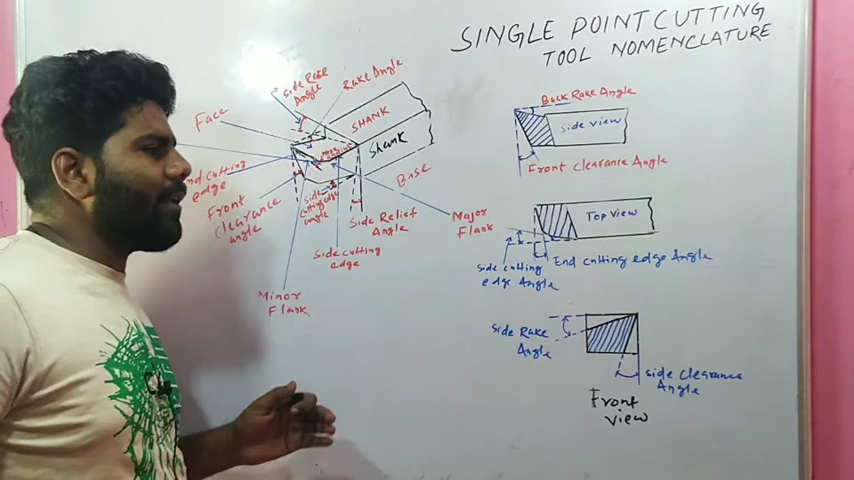 SINGLE POINT CUTTING
TOOL NOMENCLATURE
Side Rake
Angle
Rake Angle
Face
SHANK
Shank
End cutting
edge
Front
Clearance
angle
Side
cutting edge
angle
Base
Side Relief
Angle
Major
Flank
Side cutting
edge
Minor
Flask
Back Rake Angle
Side view
Front Clearance Angle
Top view
End cutting edge Angle
Side cutting
edge Angle
Side Rake
Angle
Side Clearance
Angle
Front
view